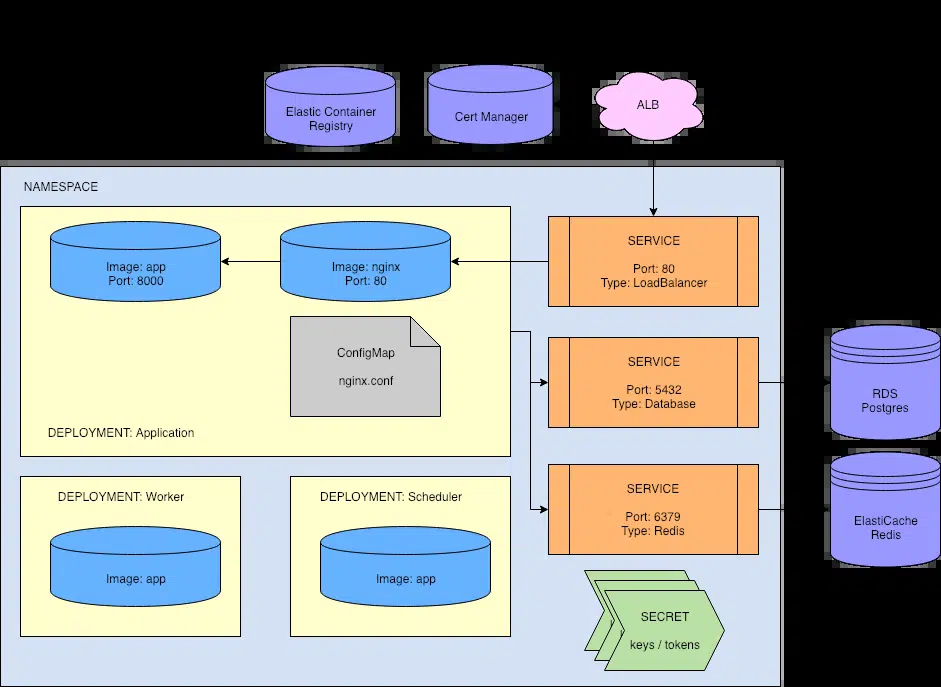 Elastic Container
Registry
Cert Manager
ALB
NAMESPACE
Image: app
Port: 8000
Image: nginx
Port: 80
SERVICE
Port: 80
Type: LoadBalancer
ConfigMap
nginx.conf
DEPLOYMENT: Application
SERVICE
Port: 5432
Type: Database
RDS
Postgres
DEPLOYMENT: Worker
Image: app
DEPLOYMENT: Scheduler
Image: app
SERVICE
Port: 6379
Type: Redis
ElastiCache
Redis
SECRET
keys / tokens